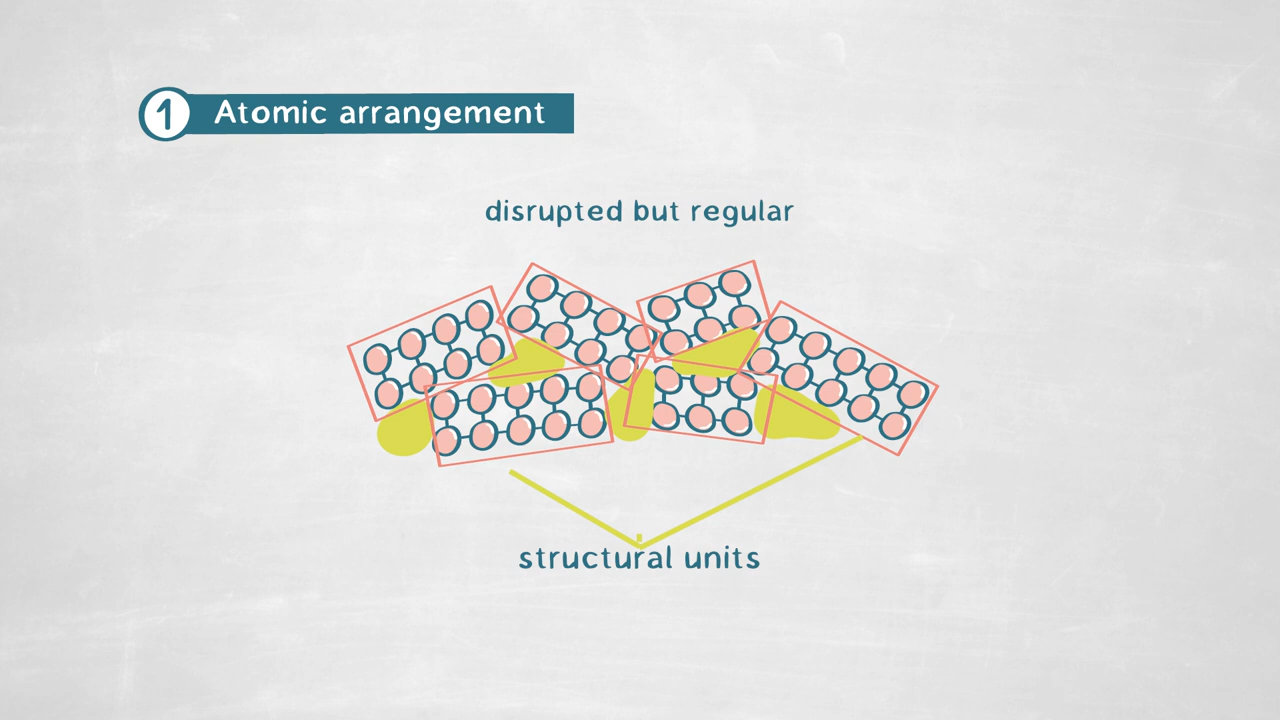 1 Atomic arrangement
disrupted but regular
structural units